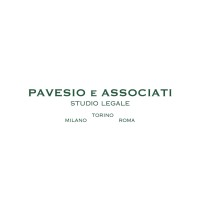 PAVESIO E ASSOCIATI
STUDIO LEGALE
TORINO
MILANO ROMA